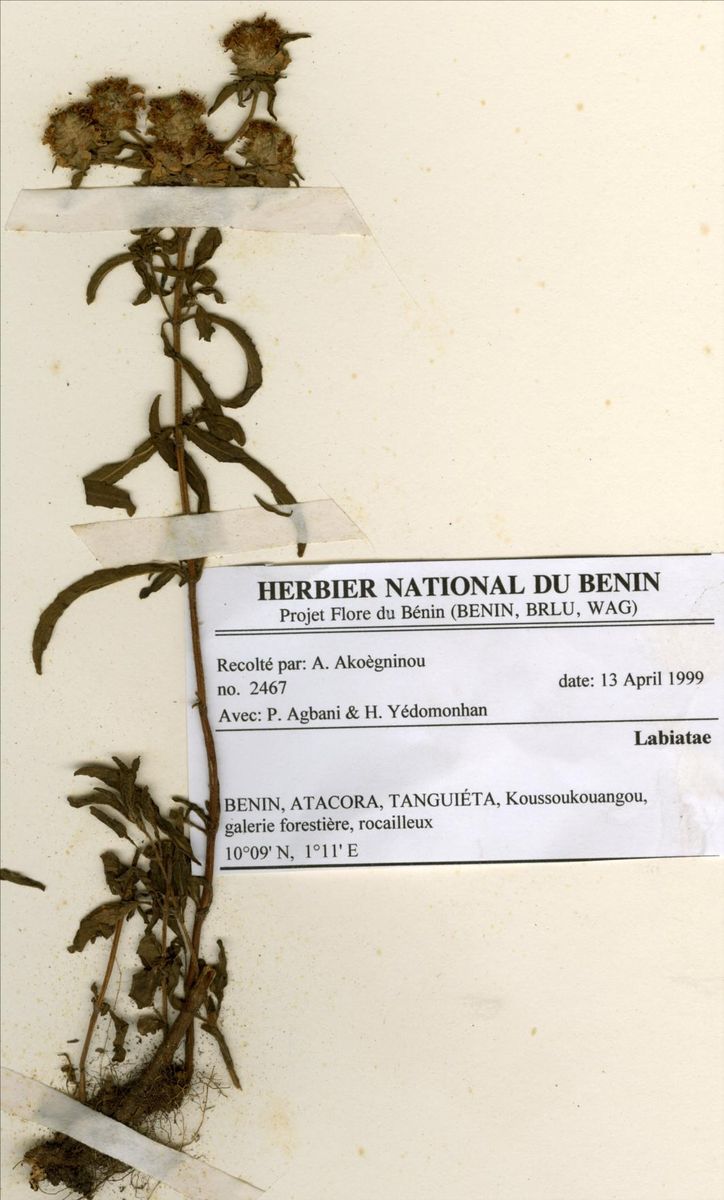 HERBIER NATIONAL DU BENIN
Projet Flore du Bénin (BENIN, BRLU, WAG)
Recolté par: A. Akoègninou
no. 2467 date: 13 April 1999
Avec: P. Agbani & H. Yédomonhan
Labiatae
BENIN, ATACORA, TANGUIÉTA, Koussoukouangou,
galerie forestière, rocailleux
10°09' N, 1°11' E